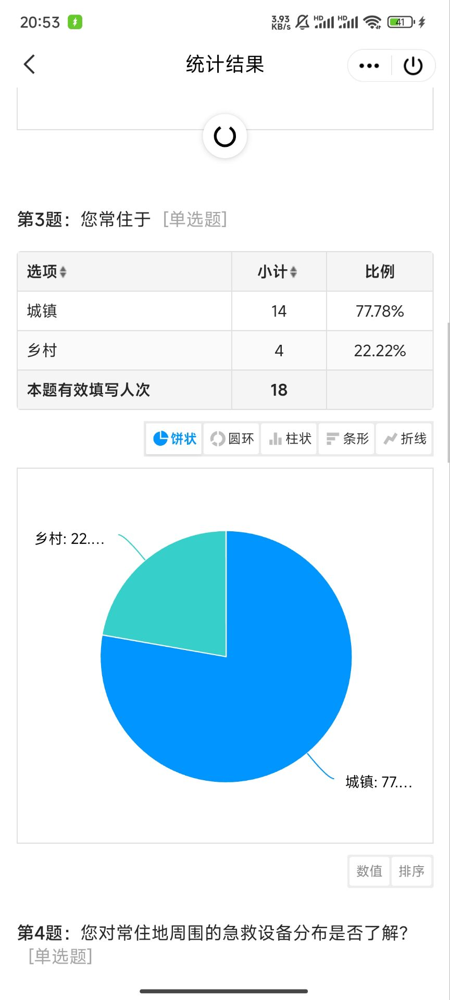 20:53
3.93
KB/s
HD
HD
41
统计结果
第3题：您常住于 [单选题]
选项 小计 比例
城镇 14 77.78%
乡村 4 22.22%
本题有效填写人次 18
饼状 圆环 柱状 条形 折线
乡村: 22....
城镇: 77....
数值 排序
第4题：您对常住地周围的急救设备分布是否了解?
[单选题]